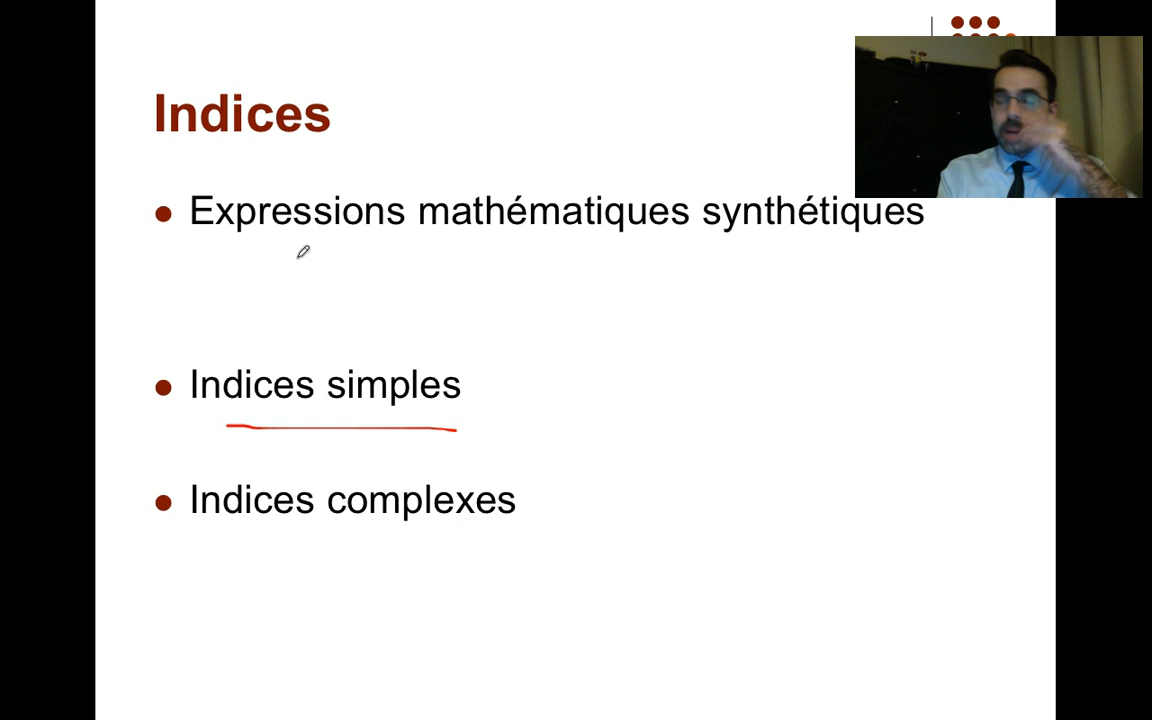 Indices
Expressions mathématiques synthétiques
Indices simples
Indices complexes